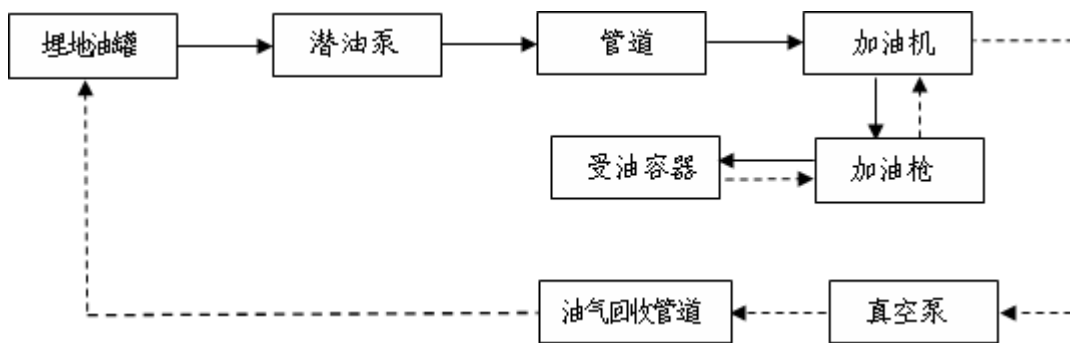 埋地油罐
潜油泵
管道
加油机
受油容器
加油枪
油气回收管道
真空泵